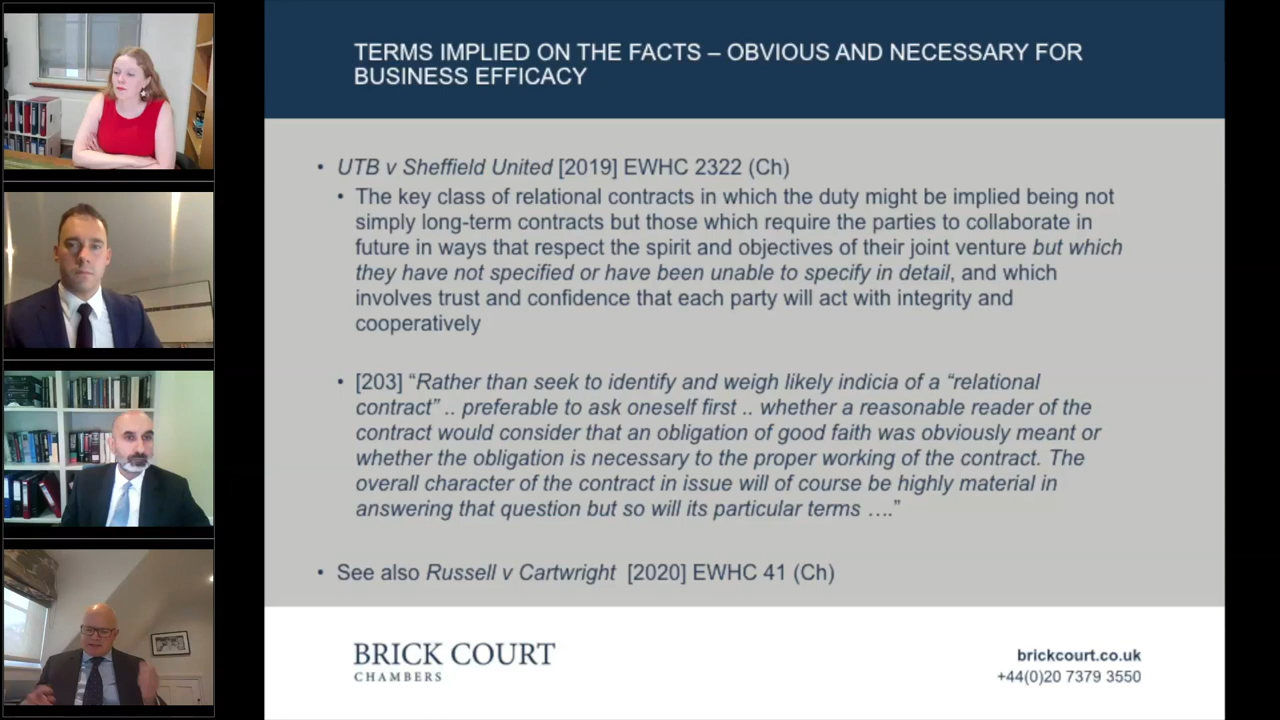 TERMS IMPLIED ON THE FACTS – OBVIOUS AND NECESSARY FOR
BUSINESS EFFICACY
• UTB v Sheffield United [2019] EWHC 2322 (Ch)
• The key class of relational contracts in which the duty might be implied being not
simply long-term contracts but those which require the parties to collaborate in
future in ways that respect the spirit and objectives of their joint venture but which
they have not specified or have been unable to specify in detail, and which
involves trust and confidence that each party will act with integrity and
cooperatively
• [203] “Rather than seek to identify and weigh likely indicia of a “relational
contract” .. preferable to ask oneself first .. whether a reasonable reader of the
contract would consider that an obligation of good faith was obviously meant or
whether the obligation is necessary to the proper working of the contract. The
overall character of the contract in issue will of course be highly material in
answering that question but so will its particular terms ….”
• See also Russell v Cartwright [2020] EWHC 41 (Ch)
BRICK COURT
CHAMBERS
brickcourt.co.uk
+44(0)20 7379 3550